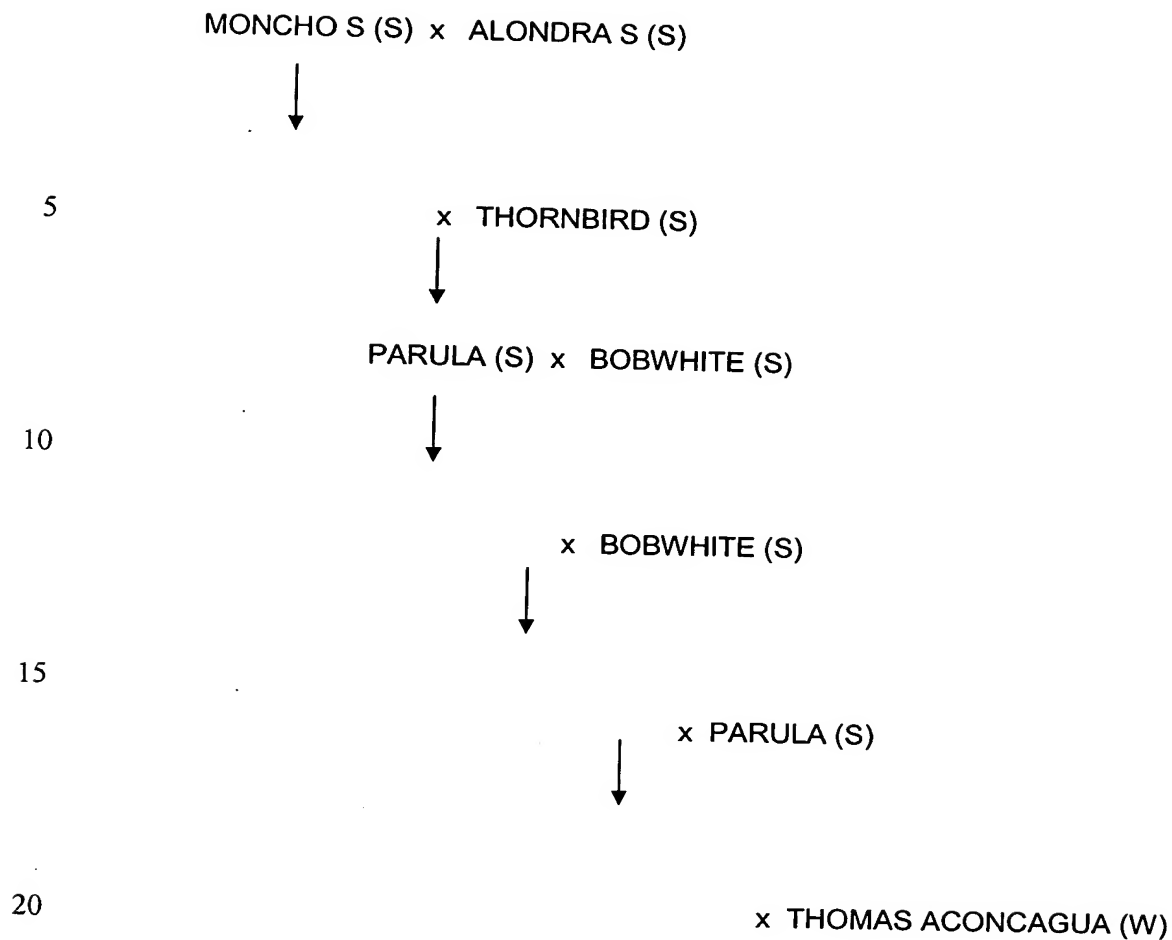 MONCHO S (S) x ALONDRA S (S)
5
x THORNBIRD (S)
PARULA (S) x BOBWHITE (S)
10
x BOBWHITE (S)
15
x PARULA (S)
20
x THOMAS ACONCAGUA (W)